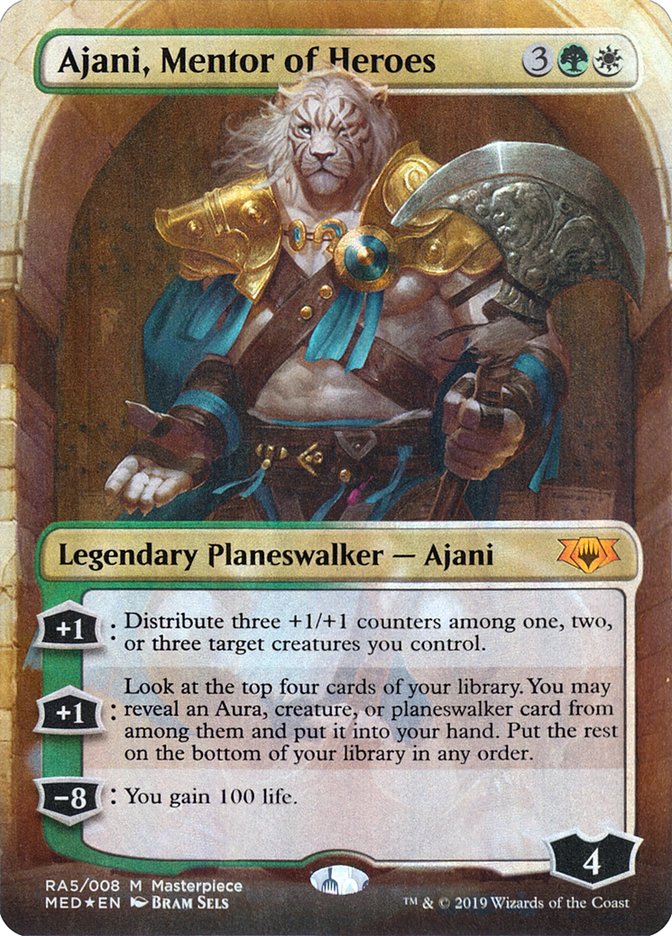 Ajani, Mentor of Heroes 3
Legendary Planeswalker — Ajani
+1 : Distribute three +1/+1 counters among one, two,
or three target creatures you control.
+1 : Look at the top four cards of your library. You may
reveal an Aura, creature, or planeswalker card from
among them and put it into your hand. Put the rest
on the bottom of your library in any order.
−8 : You gain 100 life.
4
RA5/008 M Masterpiece
MED★EN Bram Sels
™ & © 2019 Wizards of the Coast